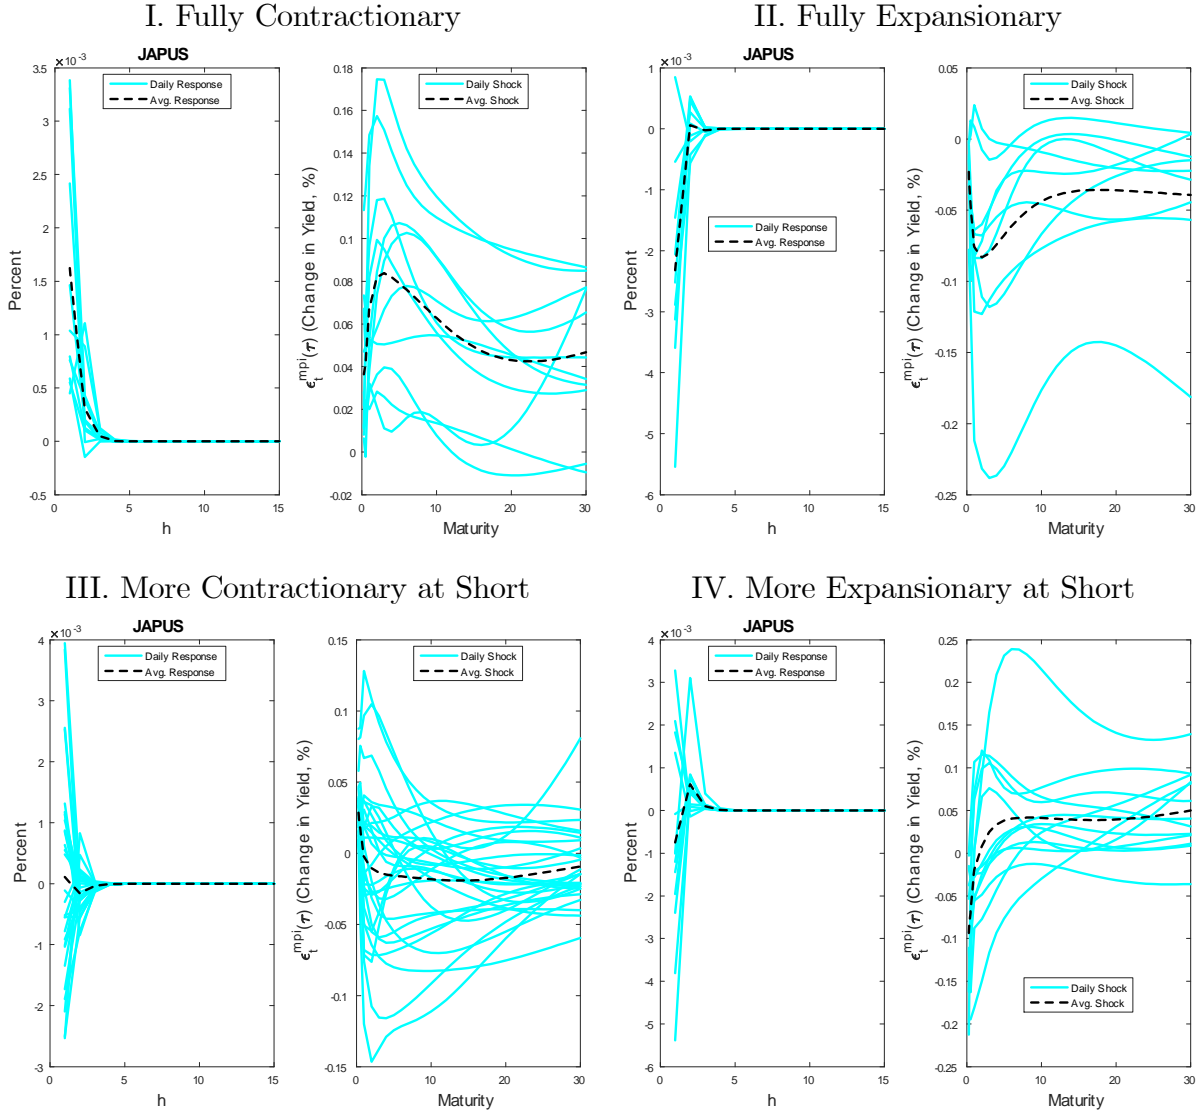 I. Fully Contractionary
×10⁻³
JAPUS
Daily Response
Avg. Response
3.5
3
2.5
2
1.5
1
0.5
0
-0.5
Percent
0 5 10 15
h
Daily Shock
Avg. Shock
0.18
0.16
0.14
0.12
0.1
0.08
0.06
0.04
0.02
0
-0.02
ϵ_t^mpi(τ) (Change in Yield, %)
0 10 20 30
Maturity
II. Fully Expansionary
×10⁻³
JAPUS
1
0
-1
-2
-3
-4
-5
-6
Percent
Daily Response
Avg. Response
0 5 10 15
h
Daily Shock
Avg. Shock
0.05
0
-0.05
-0.1
-0.15
-0.2
-0.25
ϵ_t^mpi(τ) (Change in Yield, %)
0 10 20 30
Maturity
III. More Contractionary at Short
×10⁻³
JAPUS
Daily Response
Avg. Response
4
3
2
1
0
-1
-2
-3
Percent
0 5 10 15
h
Daily Shock
Avg. Shock
0.15
0.1
0.05
0
-0.05
-0.1
-0.15
ϵ_t^mpi(τ) (Change in Yield, %)
0 10 20 30
Maturity
IV. More Expansionary at Short
×10⁻³
JAPUS
Daily Response
Avg. Response
4
3
2
1
0
-1
-2
-3
-4
-5
-6
Percent
0 5 10 15
h
0.25
0.2
0.15
0.1
0.05
0
-0.05
-0.1
-0.15
-0.2
-0.25
ϵ_t^mpi(τ) (Change in Yield, %)
Daily Shock
Avg. Shock
0 10 20 30
Maturity